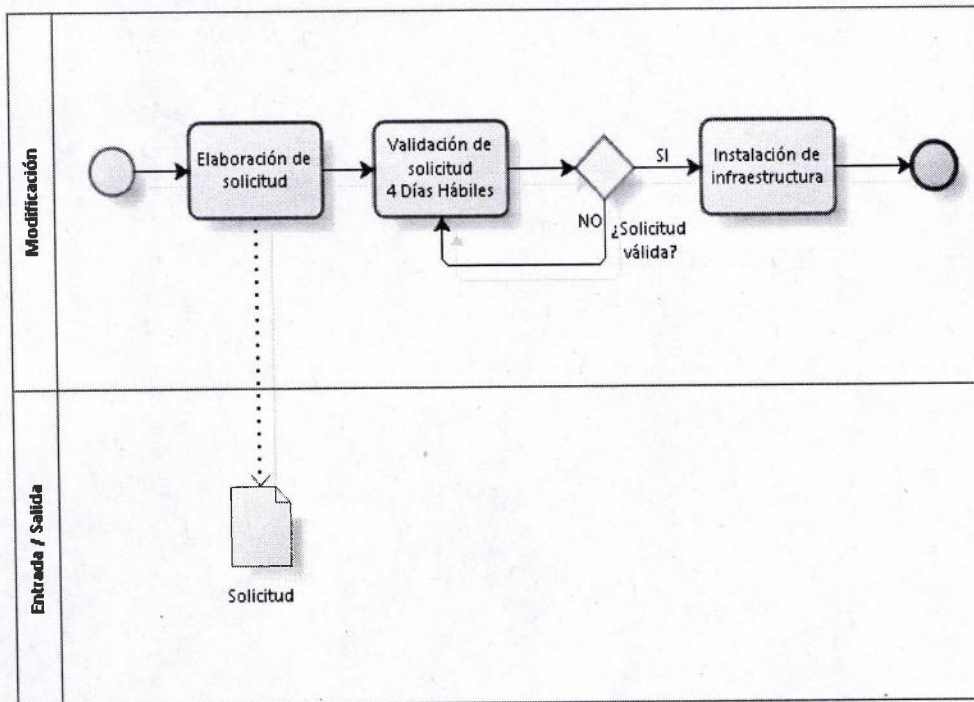 Modificación
Elaboración de
solicitud
Validación de
solicitud
4 Días Hábiles
SI
NO
¿Solicitud
válida?
Instalación de
infraestructura
Entrada / Salida
Solicitud